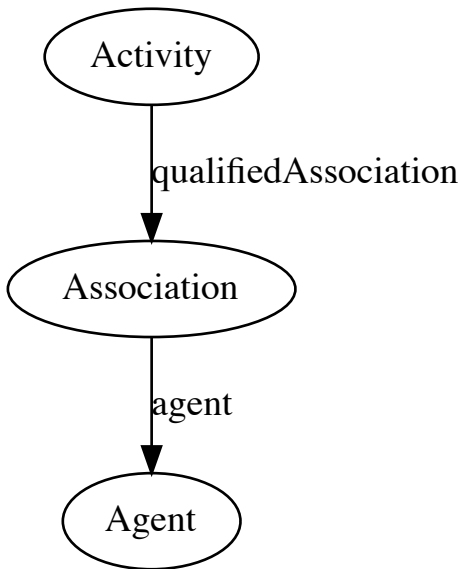 Activity
qualifiedAssociation
Association
agent
Agent